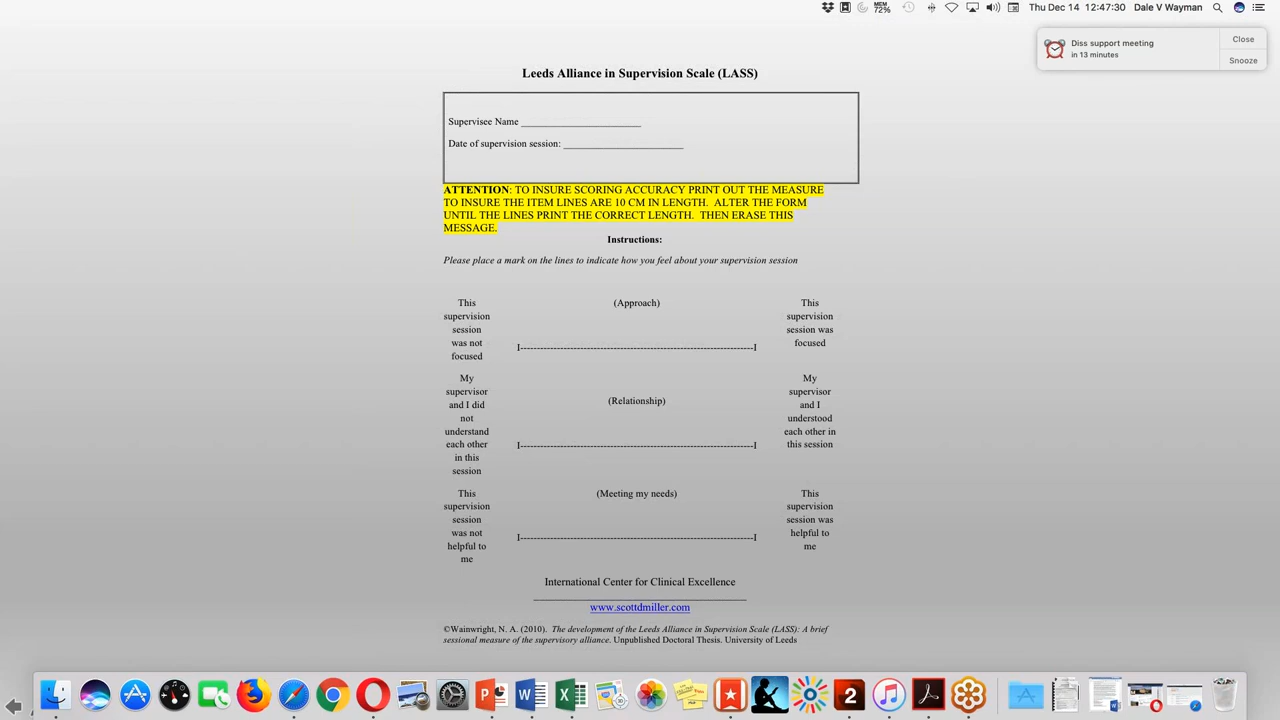 MEM
72%
Thu Dec 14 12:47:30 Dale V Wayman
Diss support meeting
in 13 minutes
Close
Snooze
Leeds Alliance in Supervision Scale (LASS)
Supervisee Name ______________________
Date of supervision session: ______________________
ATTENTION: TO INSURE SCORING ACCURACY PRINT OUT THE MEASURE
TO INSURE THE ITEM LINES ARE 10 CM IN LENGTH. ALTER THE FORM
UNTIL THE LINES PRINT THE CORRECT LENGTH. THEN ERASE THIS
MESSAGE.
Instructions:
Please place a mark on the lines to indicate how you feel about your supervision session
This
supervision
session
was not
focused
(Approach)
I------------------------------------------------------------------------I
This
supervision
session was
focused
My
supervisor
and I did
not
understand
each other
in this
session
(Relationship)
I------------------------------------------------------------------------I
My
supervisor
and I
understood
each other in
this session
This
supervision
session
was not
helpful to
me
(Meeting my needs)
I------------------------------------------------------------------------I
This
supervision
session was
helpful to
me
International Center for Clinical Excellence
www.scottdmiller.com
©Wainwright, N. A. (2010). The development of the Leeds Alliance in Supervision Scale (LASS): A brief
sessional measure of the supervisory alliance. Unpublished Doctoral Thesis. University of Leeds